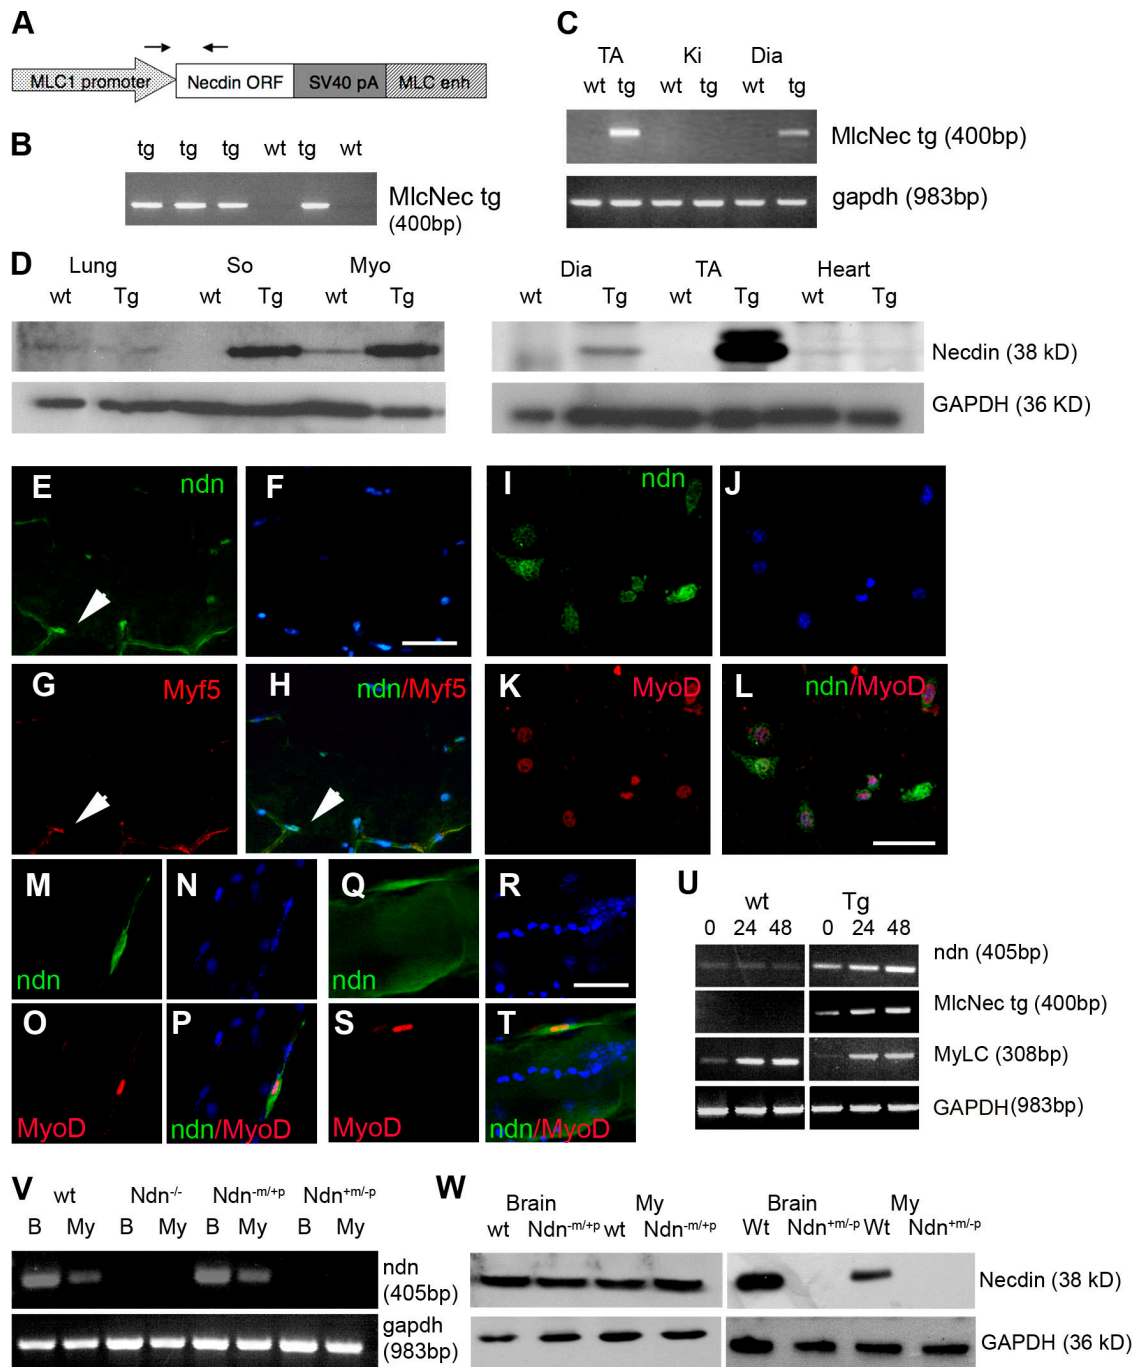 A
MLC1 promoter
Necdin ORF
SV40 pA
MLC enh
B
tg tg tg wt tg wt
MlcNec tg
(400bp)
C
TA Ki Dia
wt tg wt tg wt tg
MlcNec tg (400bp)
gapdh (983bp)
D
Lung So Myo
wt Tg wt Tg wt Tg
Dia TA Heart
wt Tg wt Tg wt Tg
Necdin (38 kD)
GAPDH (36 KD)
E ndn
F
I ndn
J
G Myf5
H ndn/Myf5
K MyoD
L ndn/MyoD
M ndn
N
Q ndn
R
O MyoD
P ndn/MyoD
S MyoD
T ndn/MyoD
U
wt Tg
0 24 48 0 24 48
ndn (405bp)
MlcNec tg (400bp)
MyLC (308bp)
GAPDH(983bp)
V
wt Ndn-/- Ndn-m/+p Ndn+m/-p
B My B My B My B My
ndn
(405bp)
gapdh
(983bp)
W
Brain My
wt Ndn-m/+p wt Ndn-m/+p
Brain My
Wt Ndn+m/-p Wt Ndn+m/-p
Necdin (38 kD)
GAPDH (36 kD)